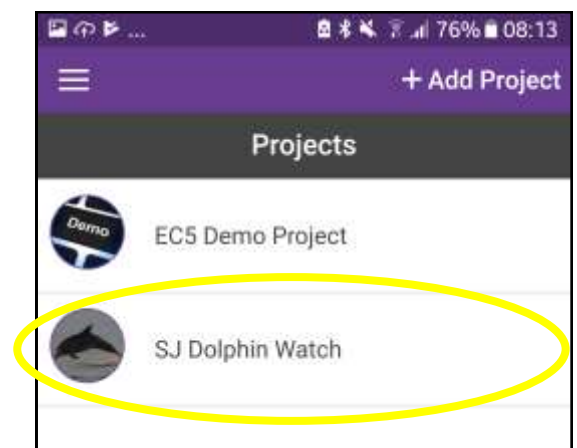 ... 76% 08:13
+ Add Project
Projects
Demo
EC5 Demo Project
SJ Dolphin Watch